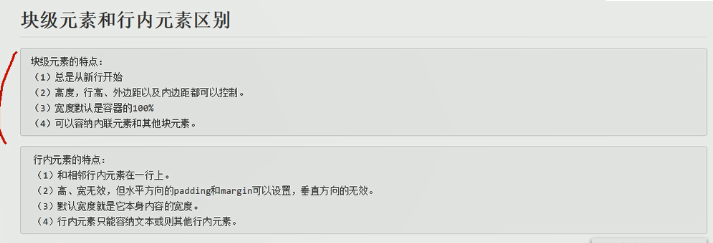 块级元素和行内元素区别
块级元素的特点:
(1)总是从新行开始
(2)高度,行高、外边距以及内边距都可以控制。
(3)宽度默认是容器的100%
(4)可以容纳内联元素和其他块元素。
行内元素的特点:
(1)和相邻行内元素在一行上。
(2)高、宽无效,但水平方向的padding和margin可以设置,垂直方向的无效。
(3)默认宽度就是它本身内容的宽度。
(4)行内元素只能容纳文本或则其他行内元素。